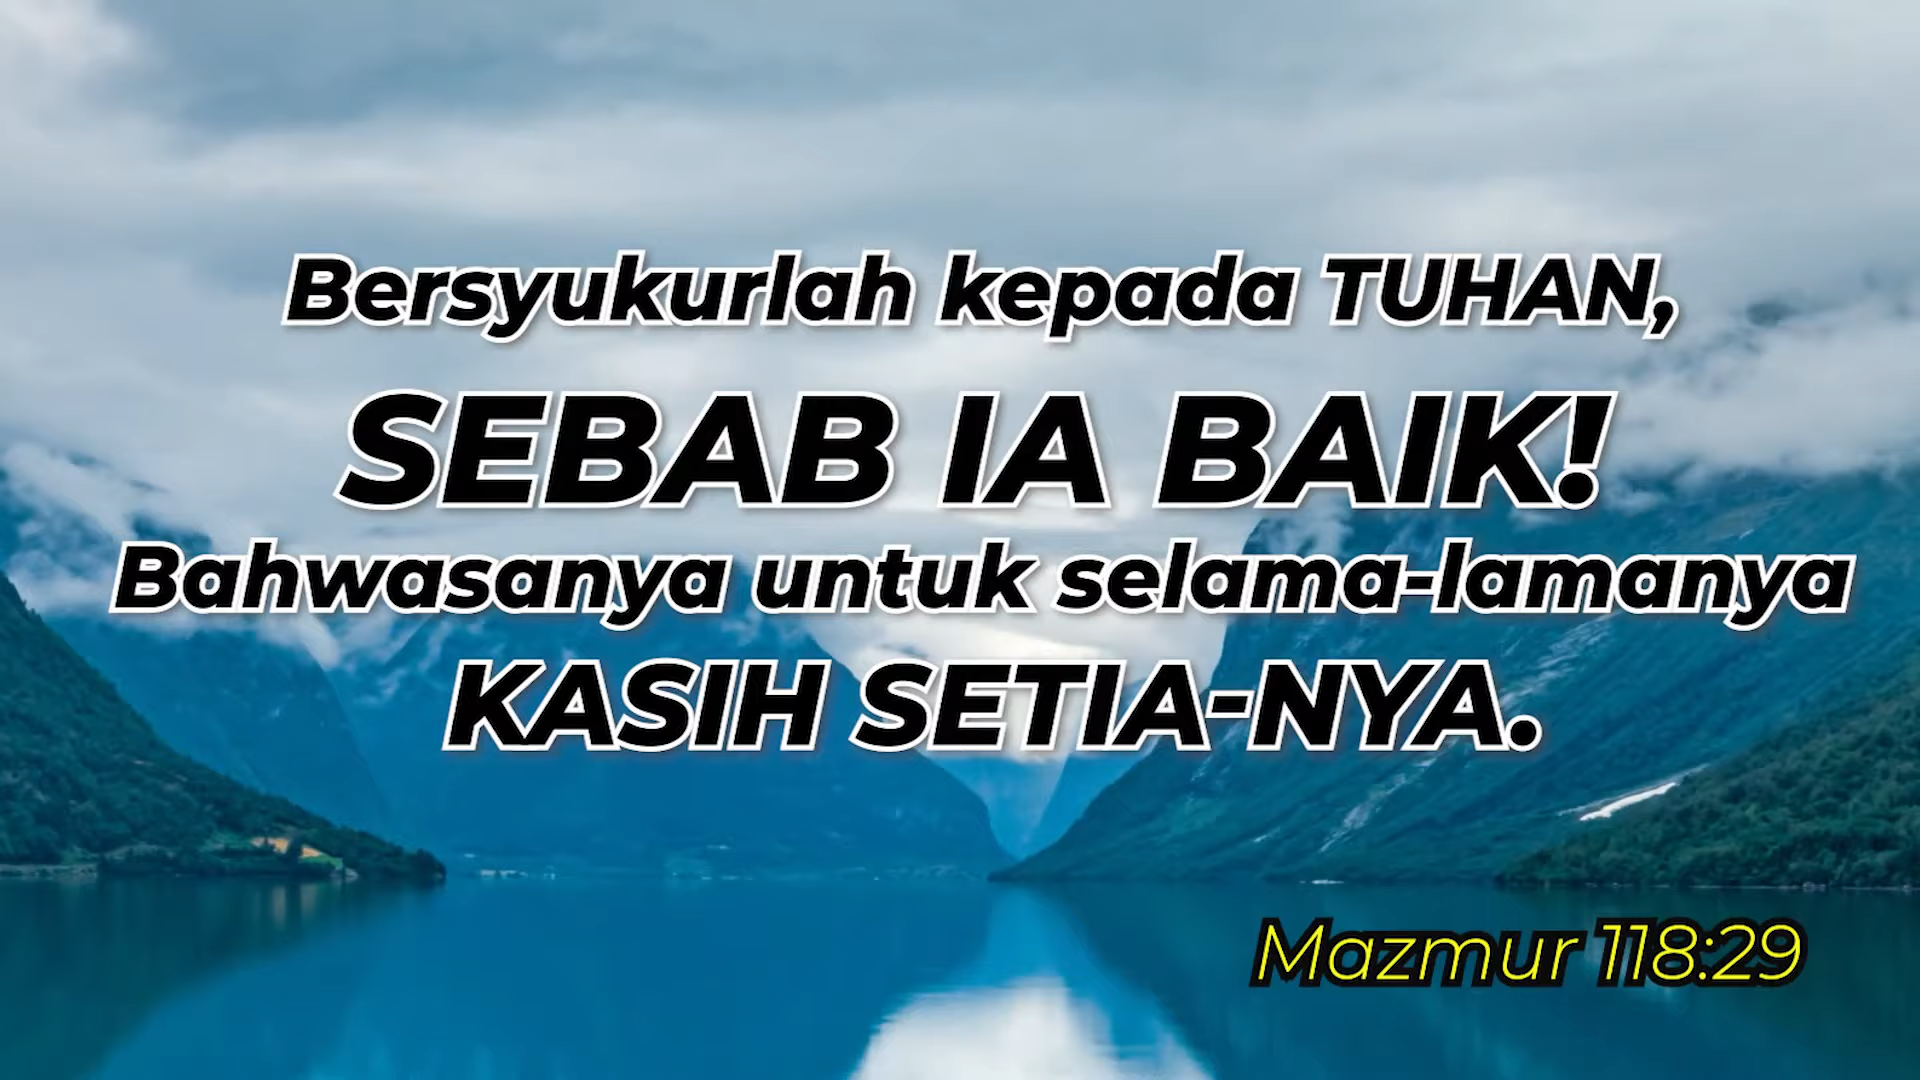 Bersyukurlah kepada TUHAN,
SEBAB IA BAIK!
Bahwasanya untuk selama-lamanya
KASIH SETIA-NYA.
Mazmur 118:29